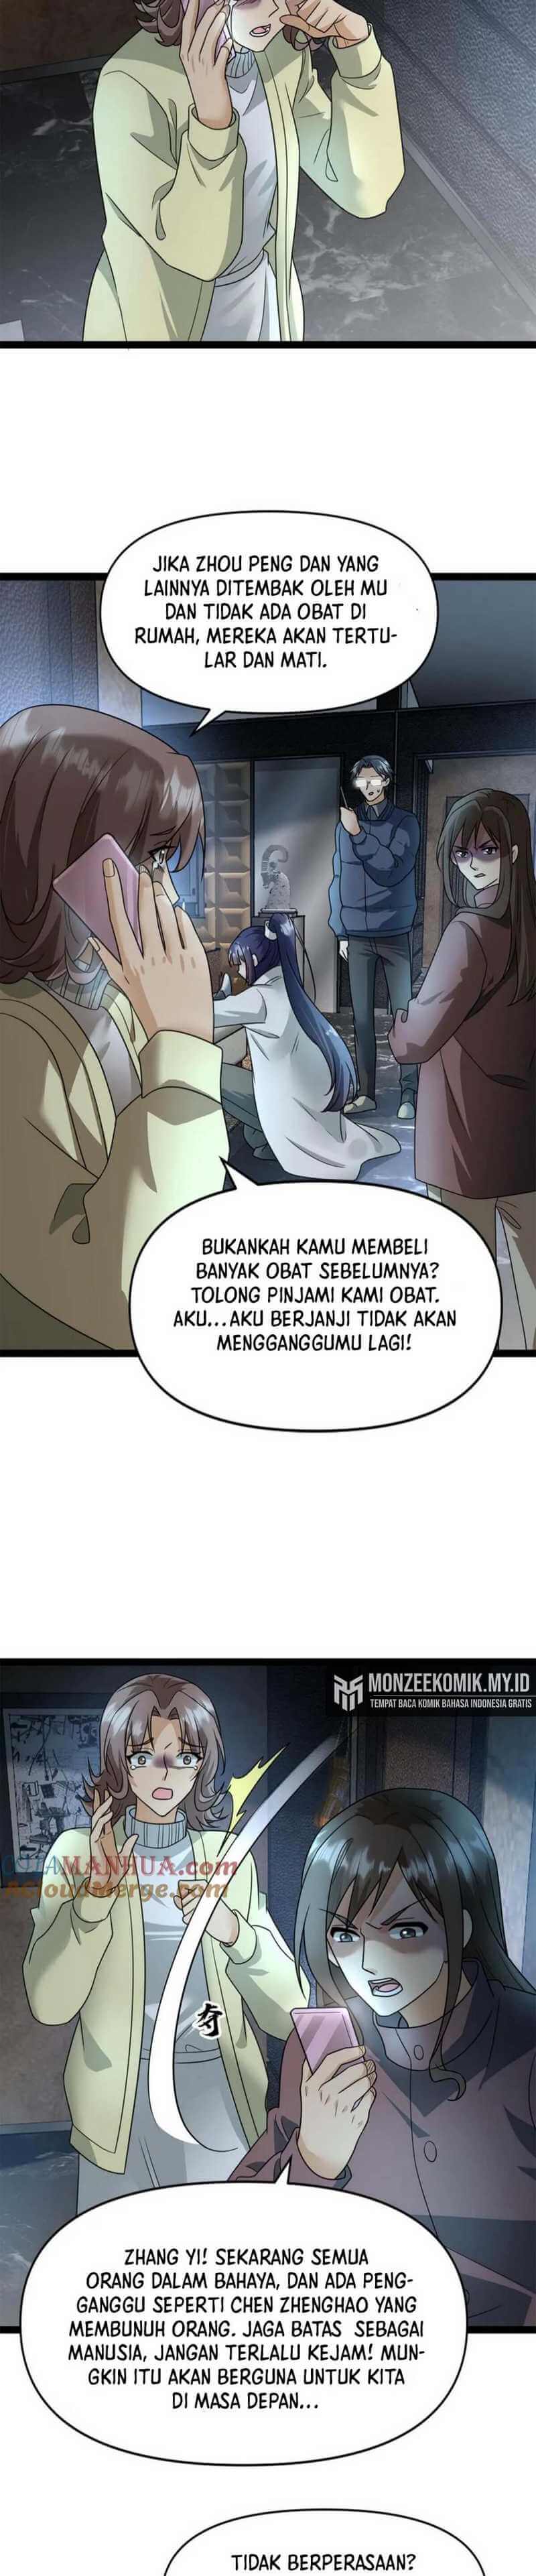 JIKA ZHOU PENG DAN YANG
LAINNYA DITEMBAK OLEH MU
DAN TIDAK ADA OBAT DI
RUMAH, MEREKA AKAN TERTU-
LAR DAN MATI.
BUKANKAH KAMU MEMBELI
BANYAK OBAT SEBELUMNYA?
TOLONG PINJAMI KAMI OBAT.
AKU...AKU BERJANJI TIDAK AKAN
MENGGANGGUMU LAGI!
MONZEEKOMIK.MY.ID
TEMPAT BACA KOMIK BAHASA INDONESIA GRATIS
CUAMANHUA.com
ACloudMerge.com
夺
ZHANG YI! SEKARANG SEMUA
ORANG DALAM BAHAYA, DAN ADA PENG-
GANGGU SEPERTI CHEN ZHENGHAO YANG
MEMBUNUH ORANG. JAGA BATAS SEBAGAI
MANUSIA, JANGAN TERLALU KEJAM! MUN-
GKIN ITU AKAN BERGUNA UNTUK KITA
DI MASA DEPAN...
TIDAK BERPERASAAN?